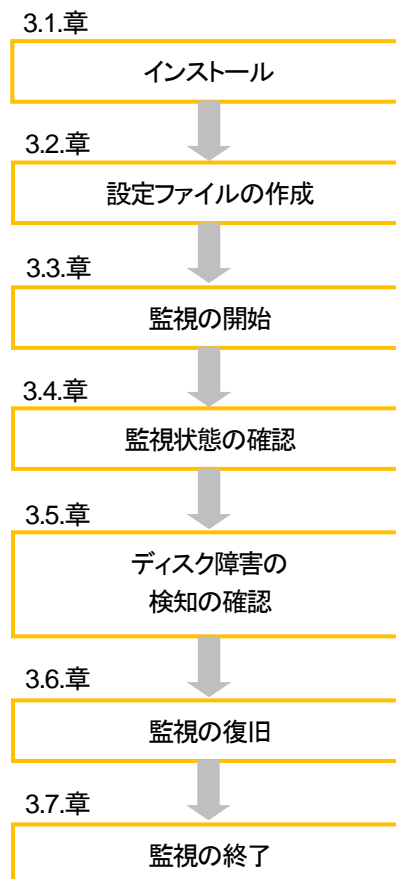 3.1.章
インストール
3.2.章
設定ファイルの作成
3.3.章
監視の開始
3.4.章
監視状態の確認
3.5.章
ディスク障害の
検知の確認
3.6.章
監視の復旧
3.7.章
監視の終了